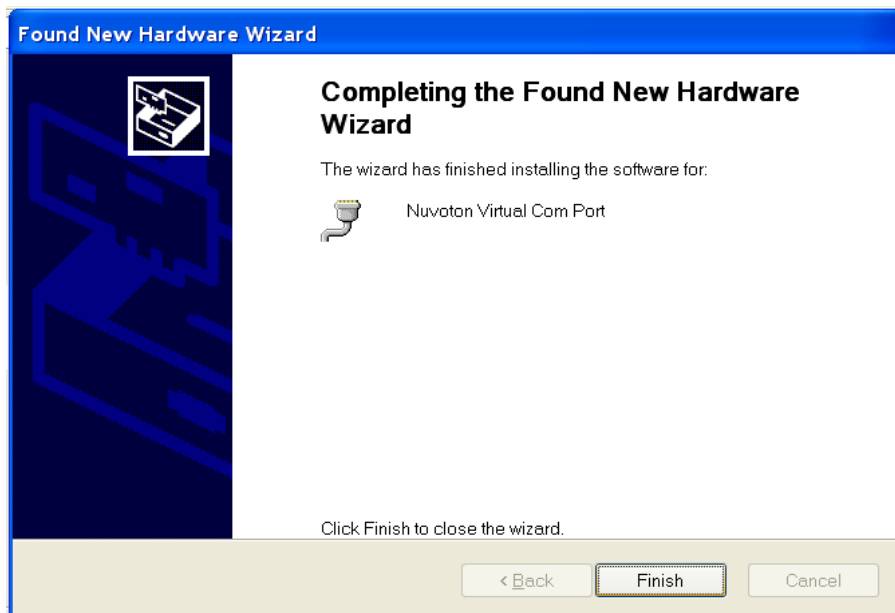 Found New Hardware Wizard
Completing the Found New Hardware
Wizard
The wizard has finished installing the software for:
Nuvoton Virtual Com Port
Click Finish to close the wizard.
< Back
Finish
Cancel